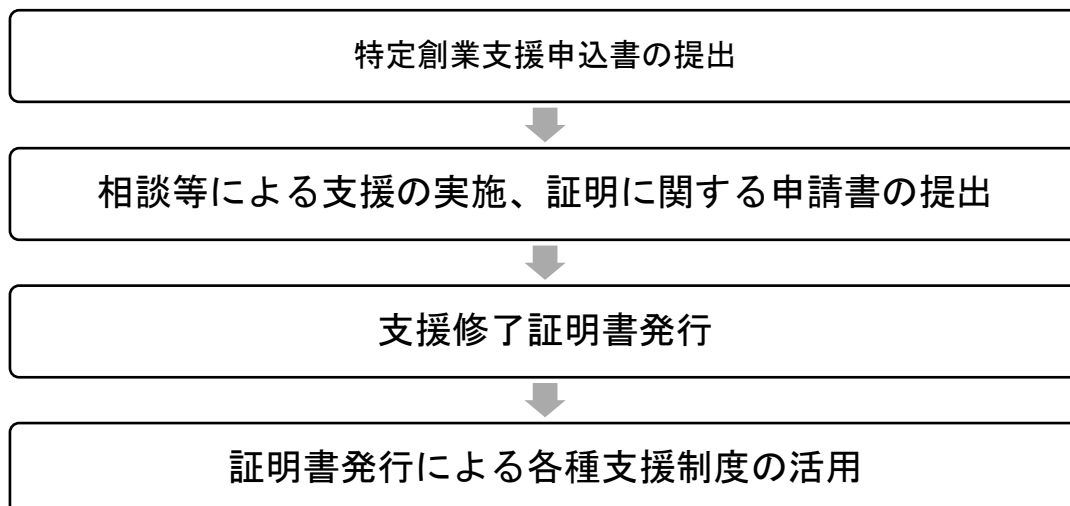 特定創業支援申込書の提出
相談等による支援の実施、証明に関する申請書の提出
支援修了証明書発行
証明書発行による各種支援制度の活用